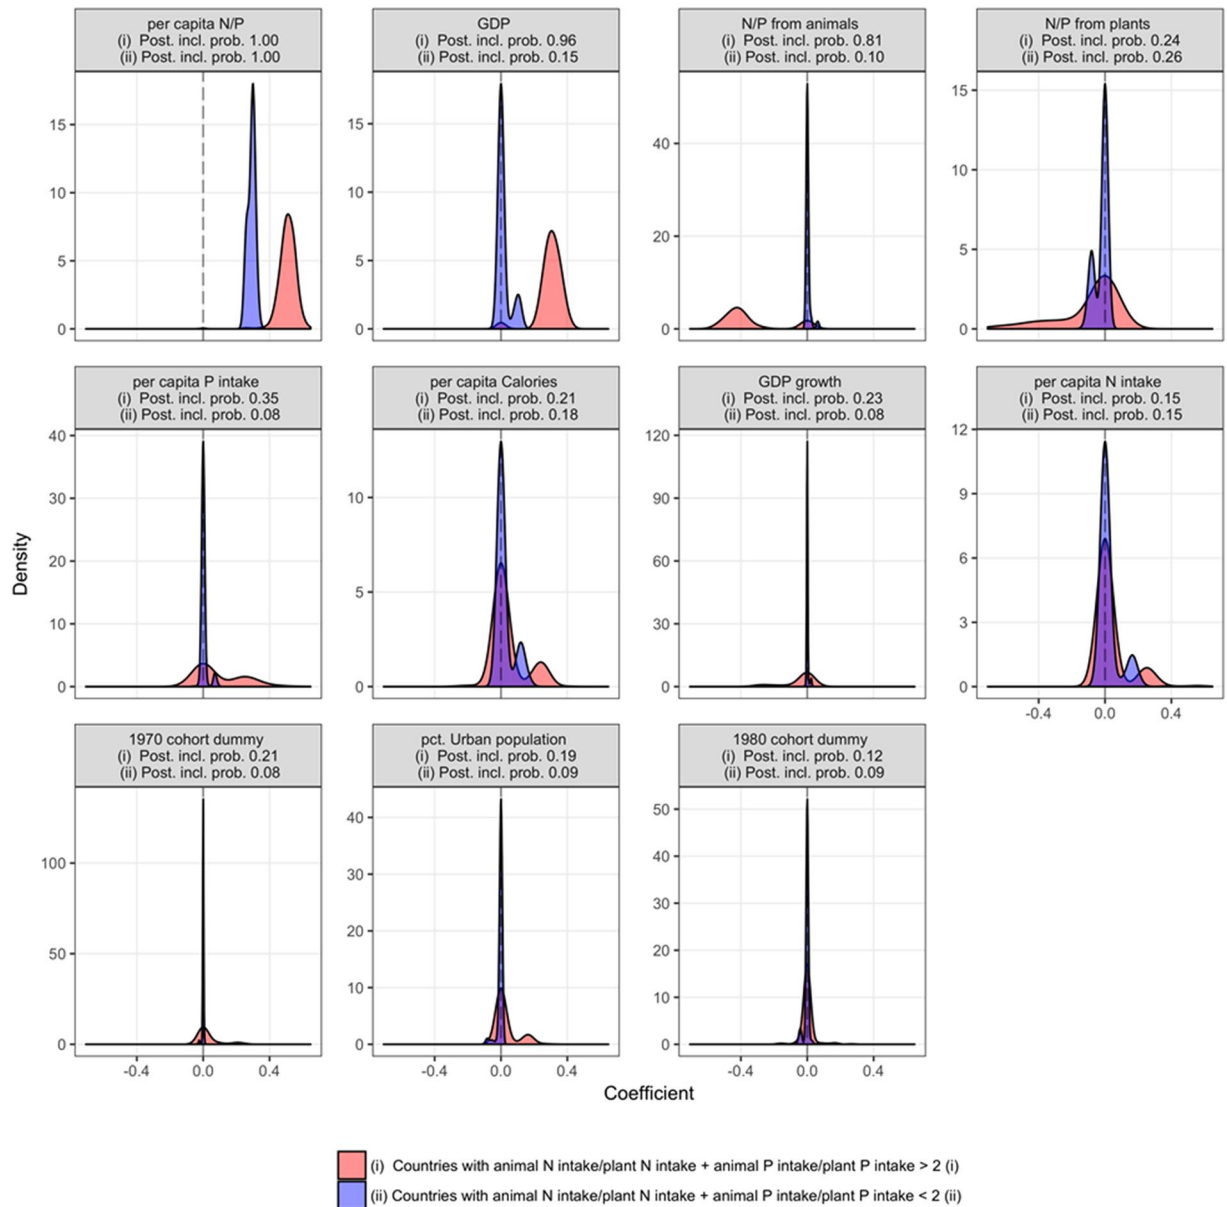 per capita N/P
(i) Post. incl. prob. 1.00
(ii) Post. incl. prob. 1.00
GDP
(i) Post. incl. prob. 0.96
(ii) Post. incl. prob. 0.15
N/P from animals
(i) Post. incl. prob. 0.81
(ii) Post. incl. prob. 0.10
N/P from plants
(i) Post. incl. prob. 0.24
(ii) Post. incl. prob. 0.26
15
10
5
0
15
10
5
0
40
20
0
15
10
5
0
per capita P intake
(i) Post. incl. prob. 0.35
(ii) Post. incl. prob. 0.08
per capita Calories
(i) Post. incl. prob. 0.21
(ii) Post. incl. prob. 0.18
GDP growth
(i) Post. incl. prob. 0.23
(ii) Post. incl. prob. 0.08
per capita N intake
(i) Post. incl. prob. 0.15
(ii) Post. incl. prob. 0.15
40
30
20
10
0
10
5
0
120
90
60
30
0
12
9
6
3
0
-0.4 0.0 0.4
Density
1970 cohort dummy
(i) Post. incl. prob. 0.21
(ii) Post. incl. prob. 0.08
pct. Urban population
(i) Post. incl. prob. 0.19
(ii) Post. incl. prob. 0.09
1980 cohort dummy
(i) Post. incl. prob. 0.12
(ii) Post. incl. prob. 0.09
100
50
0
40
30
20
10
0
50
40
30
20
10
0
-0.4 0.0 0.4
-0.4 0.0 0.4
-0.4 0.0 0.4
Coefficient
(i) Countries with animal N intake/plant N intake + animal P intake/plant P intake > 2 (i)
(ii) Countries with animal N intake/plant N intake + animal P intake/plant P intake < 2 (ii)